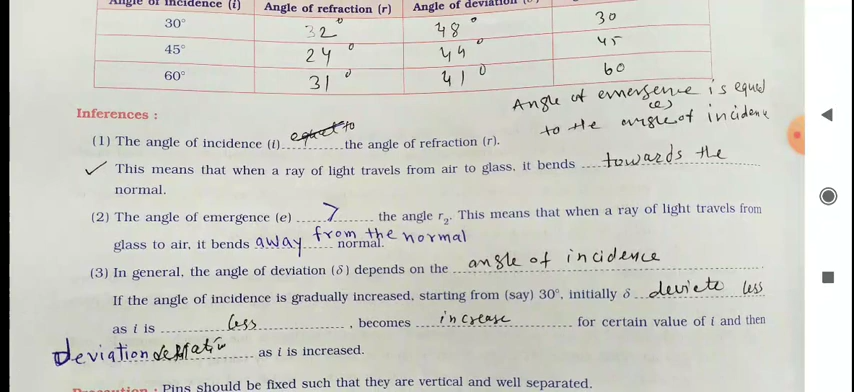 Angle of incidence (i) Angle of refraction (r) Angle of deviation
30° 32° 48° 30
45° 24° 44° 45
60° 31° 41° 60
Angle of emergence is equal
(e)
to the angle of incidence
Inferences :
equal to
(1) The angle of incidence (i) the angle of refraction (r).
✓ This means that when a ray of light travels from air to glass, it bends towards the
normal.
(2) The angle of emergence (e) > the angle r₂. This means that when a ray of light travels from
glass to air, it bends away from the normal normal.
(3) In general, the angle of deviation (δ) depends on the angle of incidence
If the angle of incidence is gradually increased, starting from (say) 30°, initially δ deviete less
as i is less, becomes increase for certain value of i and then
deviation as i is increased.
Precaution : Pins should be fixed such that they are vertical and well separated.